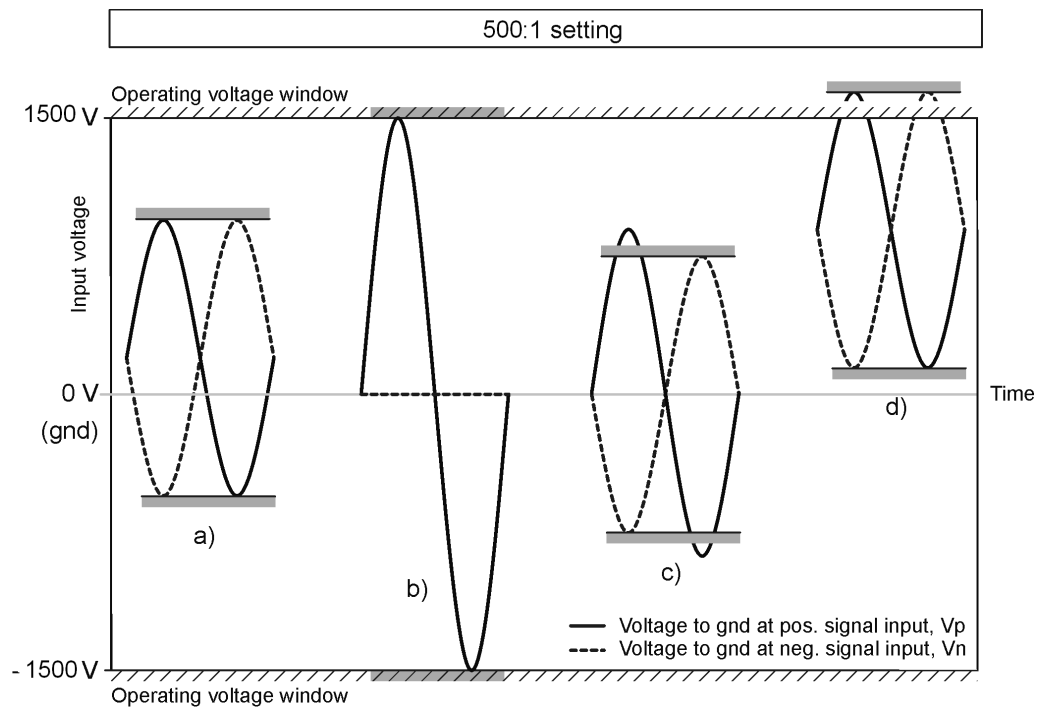 500:1 setting
Operating voltage window
1500 V
Input voltage
0 V
(gnd)
Time
a)
b)
c)
d)
Voltage to gnd at pos. signal input, Vp
Voltage to gnd at neg. signal input, Vn
- 1500 V
Operating voltage window